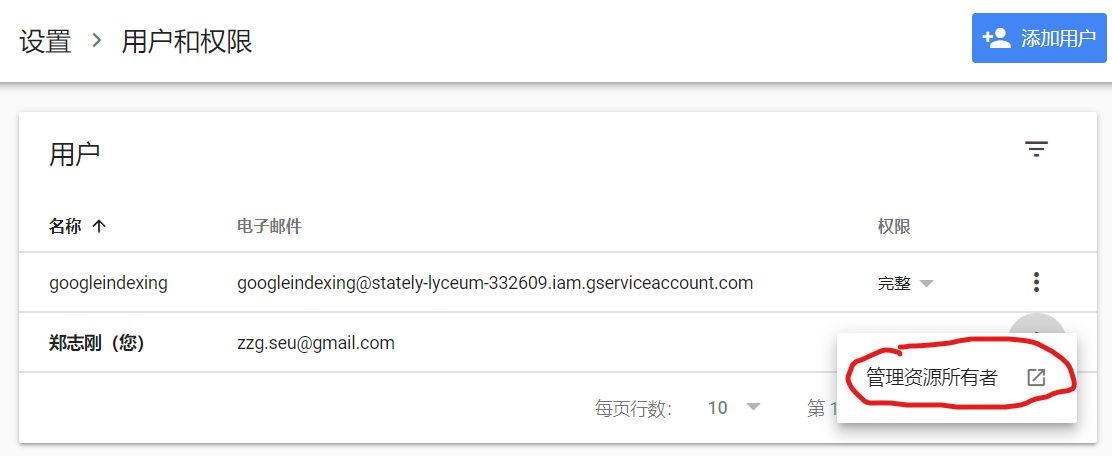 设置 > 用户和权限
添加用户
用户
名称 ↑ 电子邮件 权限
googleindexing googleindexing@stately-lyceum-332609.iam.gserviceaccount.com 完整
郑志刚（您） zzg.seu@gmail.com
管理资源所有者
每页行数： 10 第 1